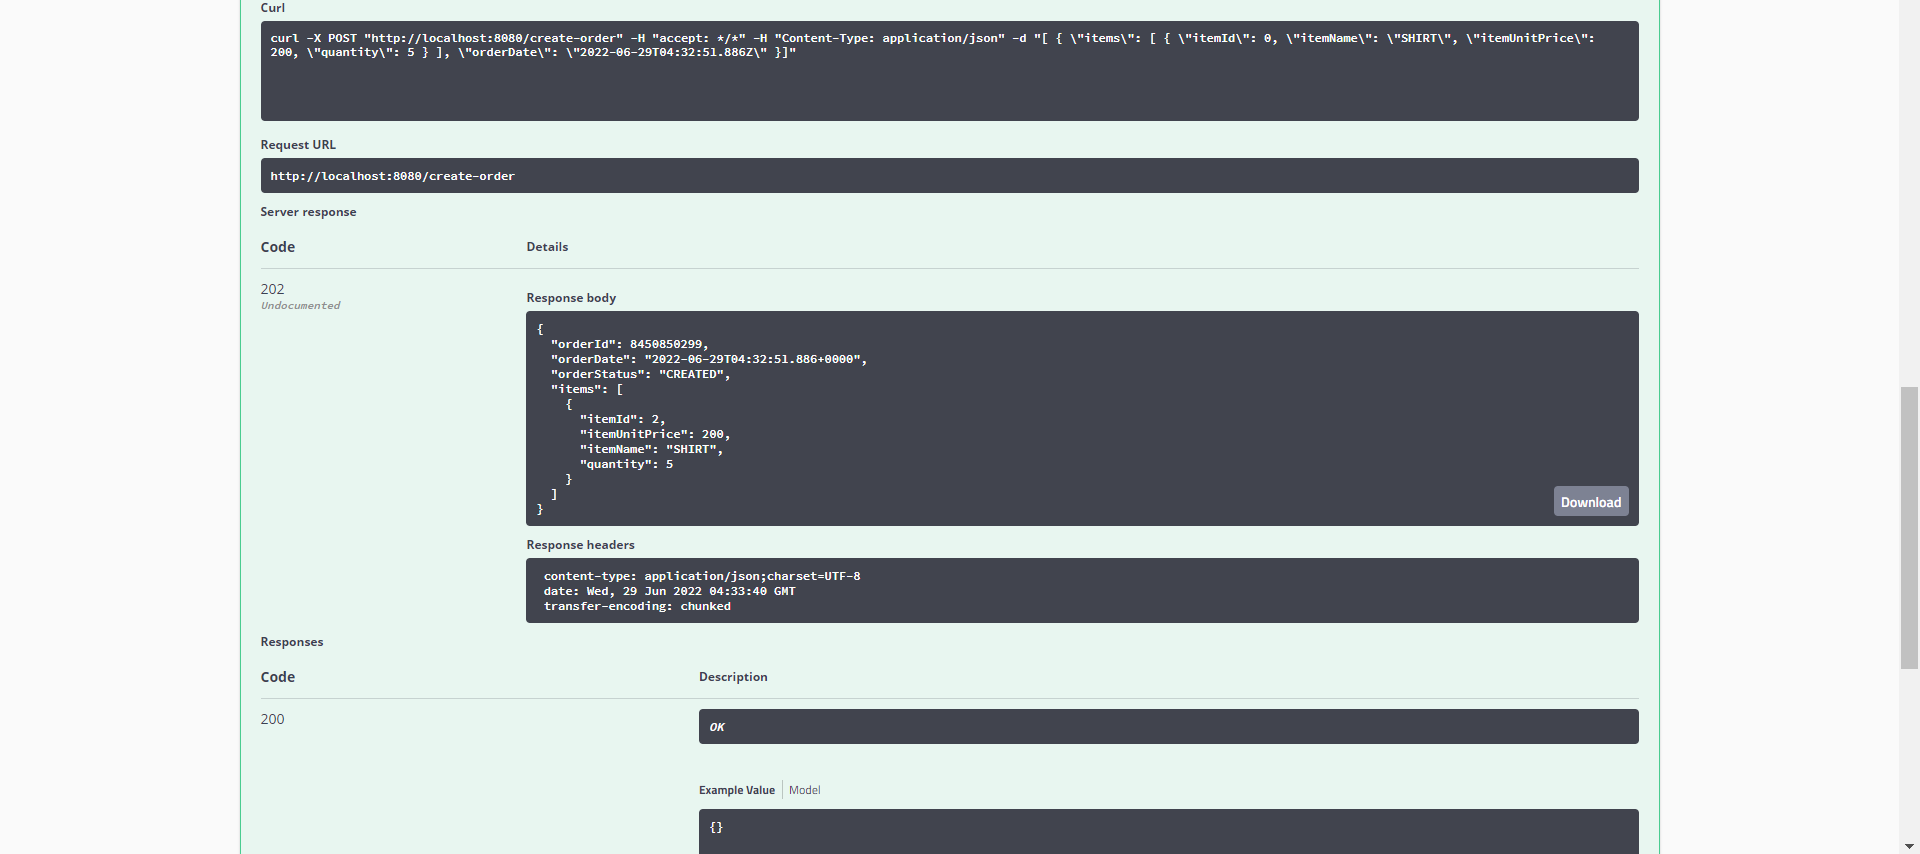 Curl
curl -X POST "http://localhost:8080/create-order" -H "accept: */*" -H "Content-Type: application/json" -d "[ { \"items\": [ { \"itemId\": 0, \"itemName\": \"SHIRT\", \"itemUnitPrice\":
200, \"quantity\": 5 } ], \"orderDate\": \"2022-06-29T04:32:51.886Z\" }]"
Request URL
http://localhost:8080/create-order
Server response
Code Details
202
Undocumented
Response body
{
  "orderId": 8450850299,
  "orderDate": "2022-06-29T04:32:51.886+0000",
  "orderStatus": "CREATED",
  "items": [
    {
      "itemId": 2,
      "itemUnitPrice": 200,
      "itemName": "SHIRT",
      "quantity": 5
    }
  ]
}
Download
Response headers
content-type: application/json;charset=UTF-8
date: Wed, 29 Jun 2022 04:33:40 GMT
transfer-encoding: chunked
Responses
Code Description
200
OK
Example Value Model
{}